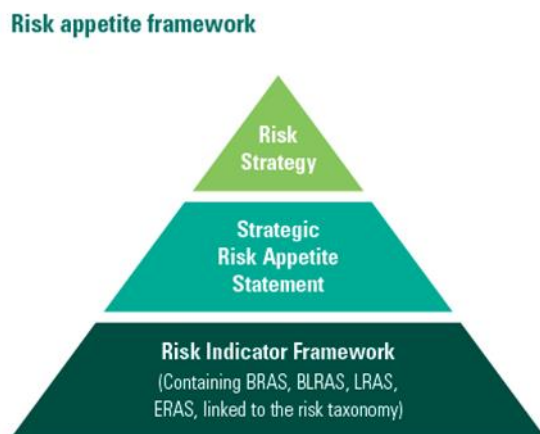 Risk appetite framework
Risk
Strategy
Strategic
Risk Appetite
Statement
Risk Indicator Framework
(Containing BRAS, BLRAS, LRAS,
ERAS, linked to the risk taxonomy)